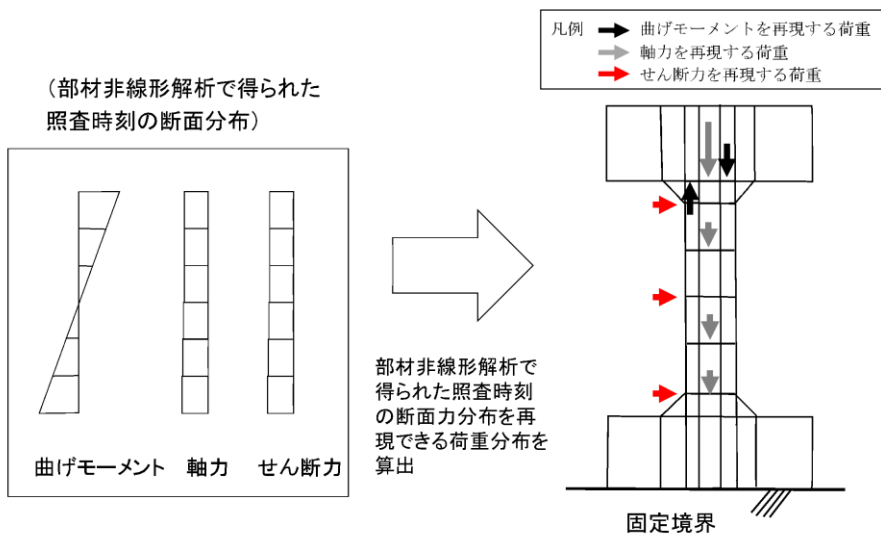 凡例 曲げモーメントを再現する荷重
軸力を再現する荷重
せん断力を再現する荷重
（部材非線形解析で得られた
照査時刻の断面分布）
曲げモーメント 軸力 せん断力
部材非線形解析で
得られた照査時刻
の断面力分布を再
現できる荷重分布を
算出
固定境界